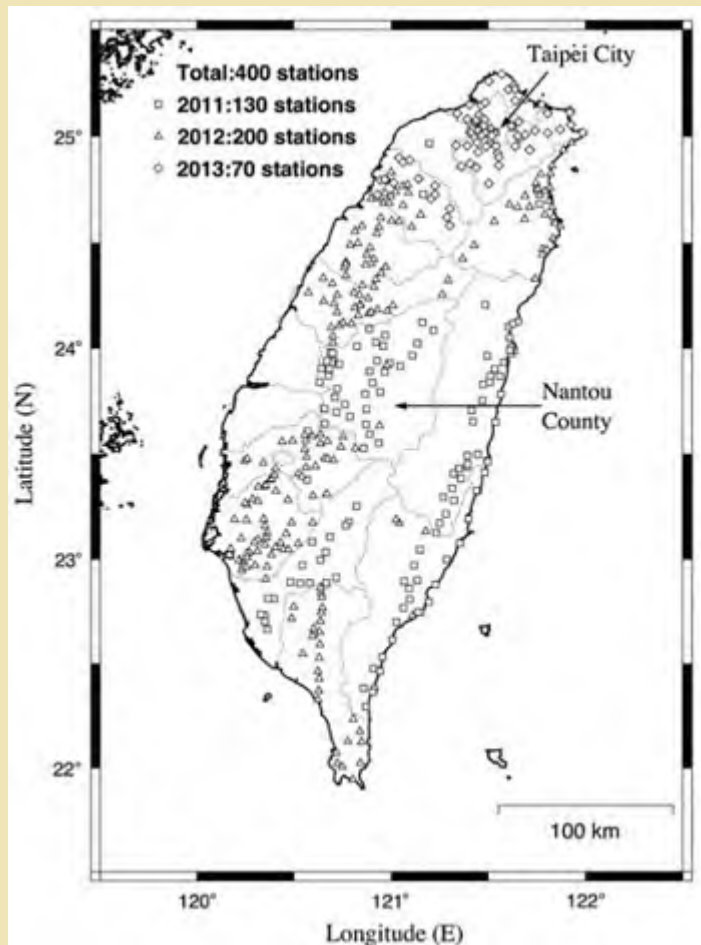 Taipei City
Total:400 stations
2011:130 stations
2012:200 stations
2013:70 stations
25°
24°
Nantou
County
Latitude (N)
23°
22°
100 km
120°
121°
122°
Longitude (E)